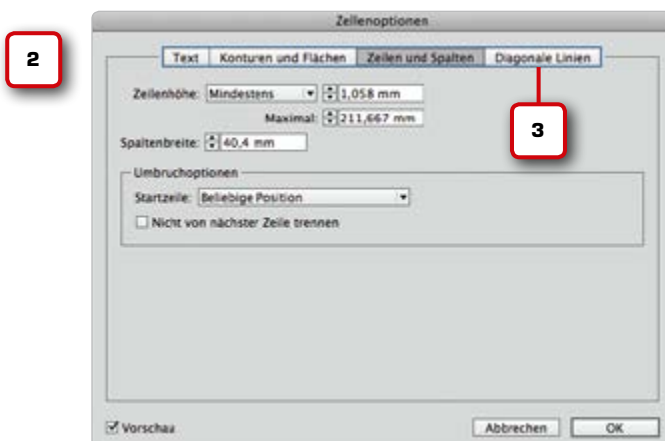 Zellenoptionen
2
Text Konturen und Flächen Zeilen und Spalten Diagonale Linien
Zeilenhöhe: Mindestens 1,058 mm
Maximal: 211,667 mm
3
Spaltenbreite: 40,4 mm
Umbruchoptionen
Startzeile: Beliebige Position
Nicht von nächster Zeile trennen
Vorschau Abbrechen OK